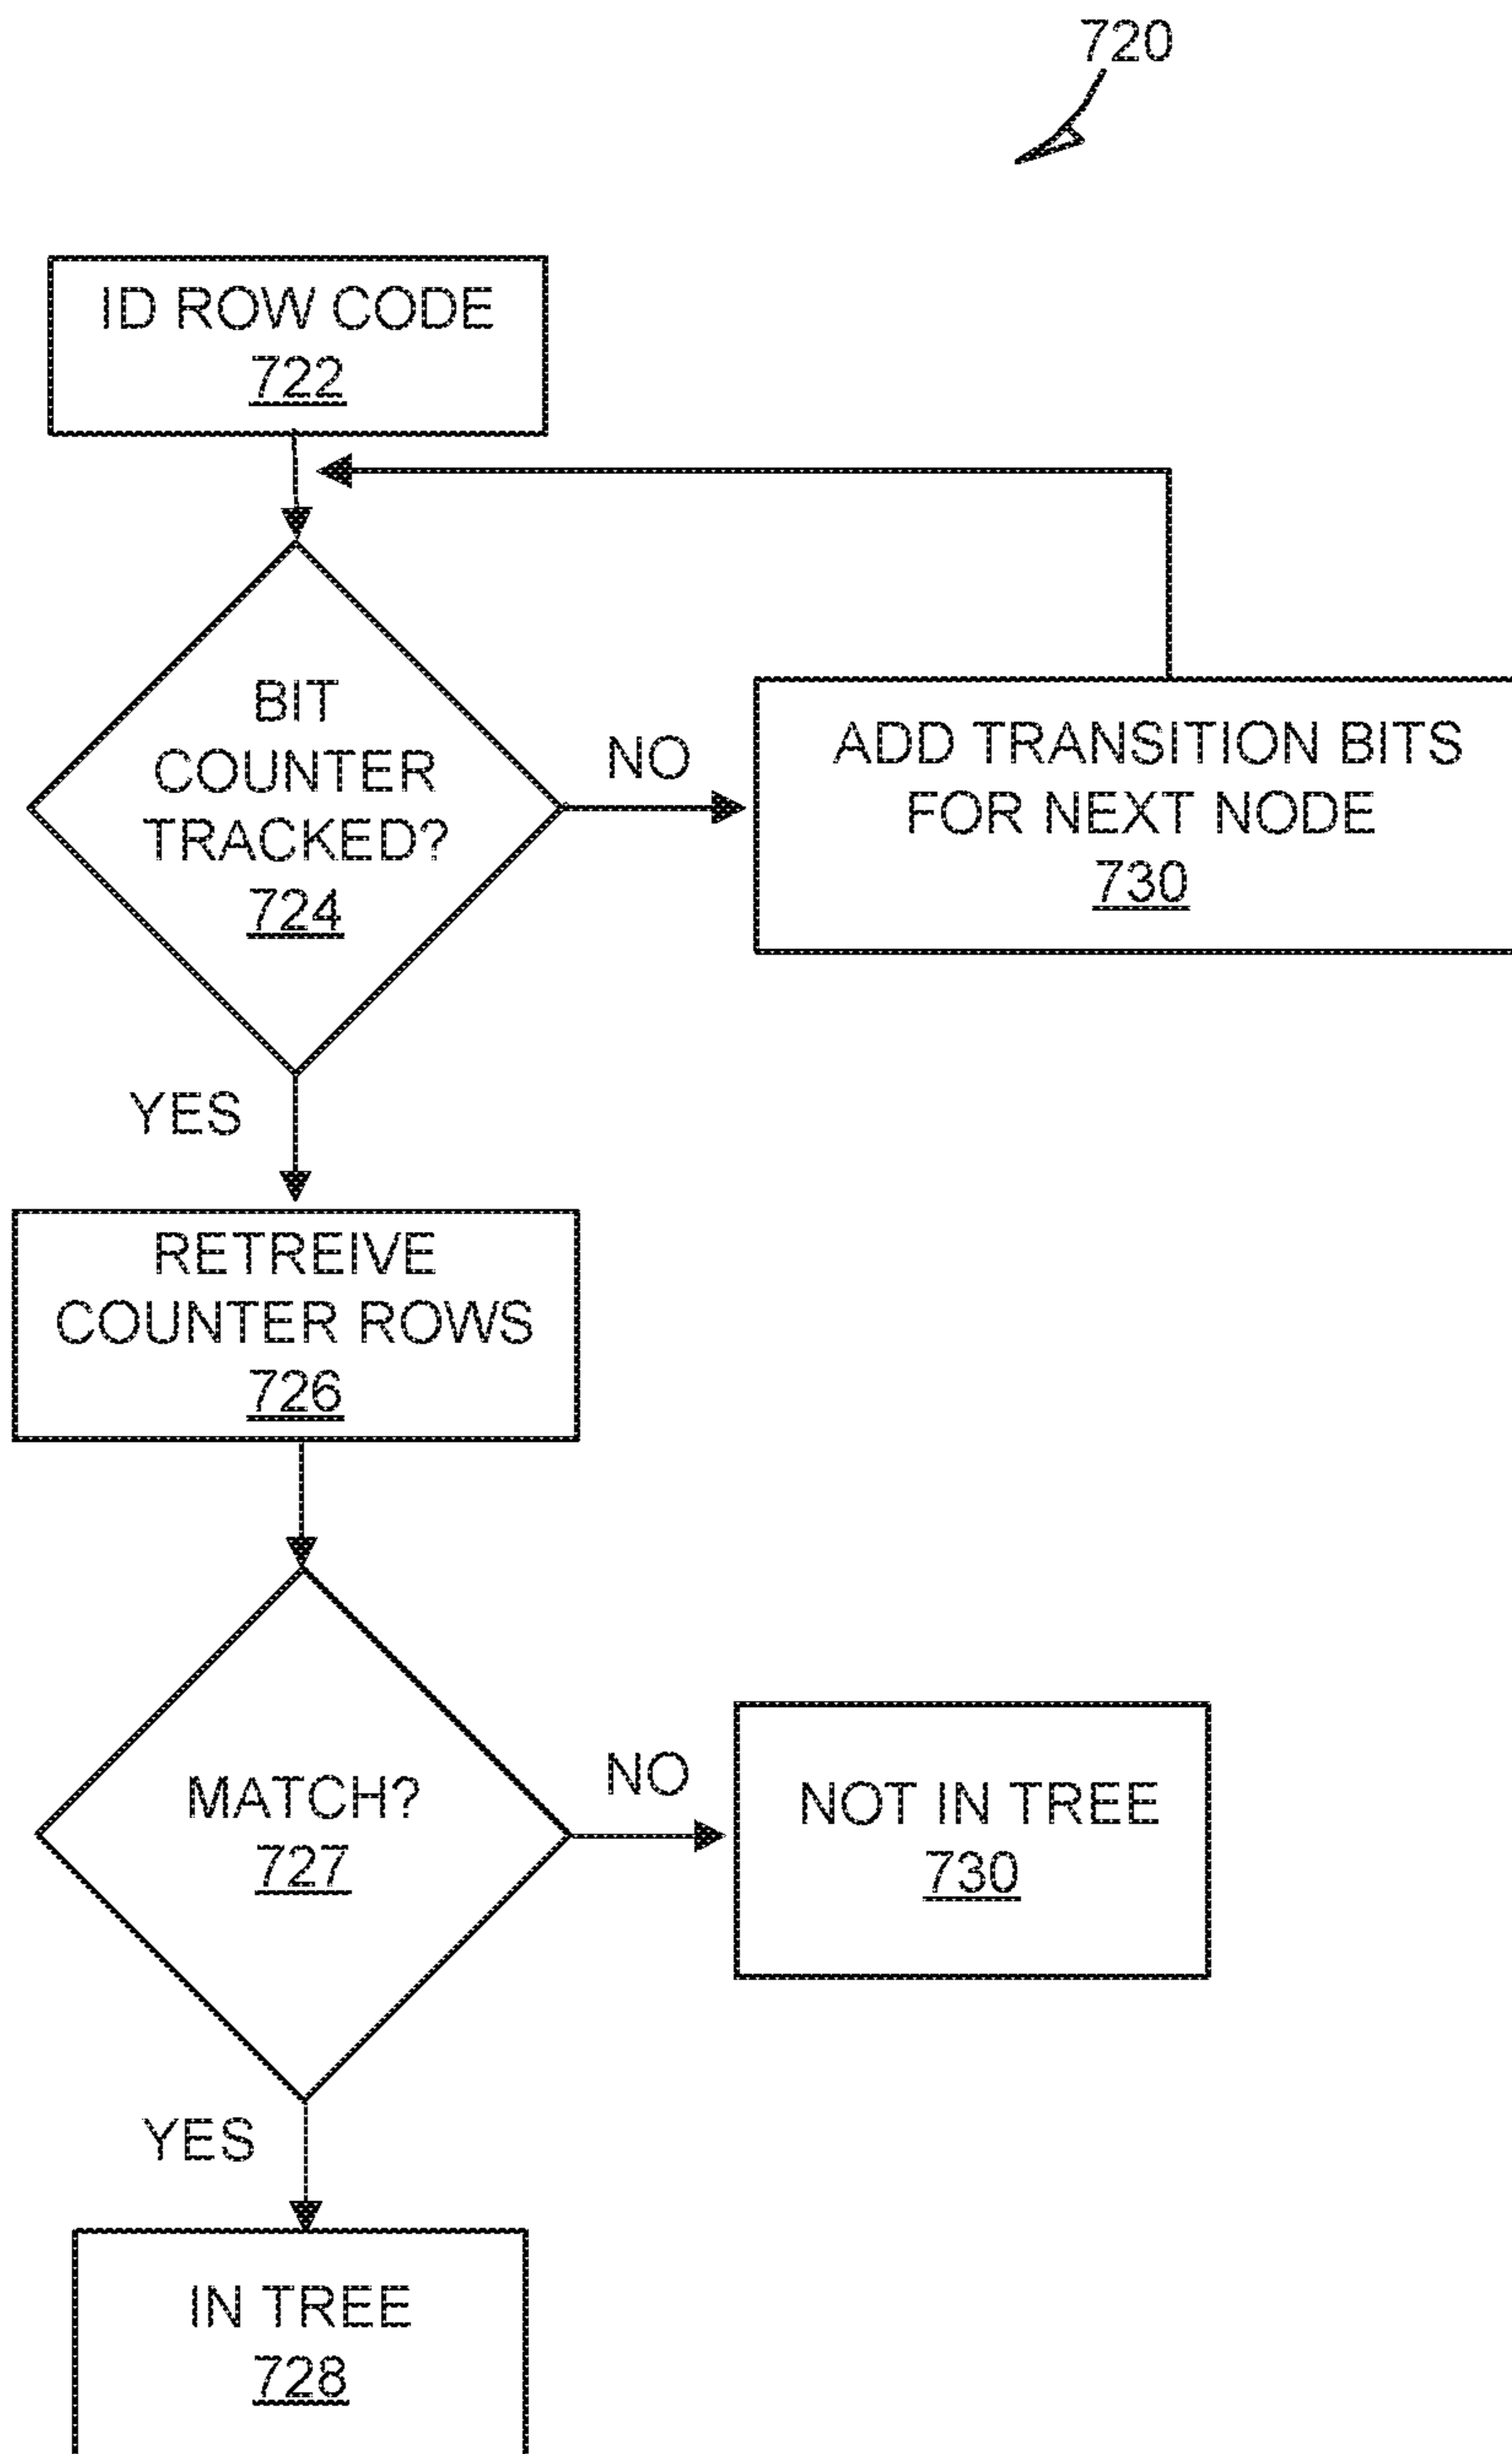 720
ID ROW CODE
722
BIT
COUNTER
TRACKED?
724
NO
ADD TRANSITION BITS
FOR NEXT NODE
730
YES
RETREIVE
COUNTER ROWS
726
MATCH?
727
NO
NOT IN TREE
730
YES
IN TREE
728